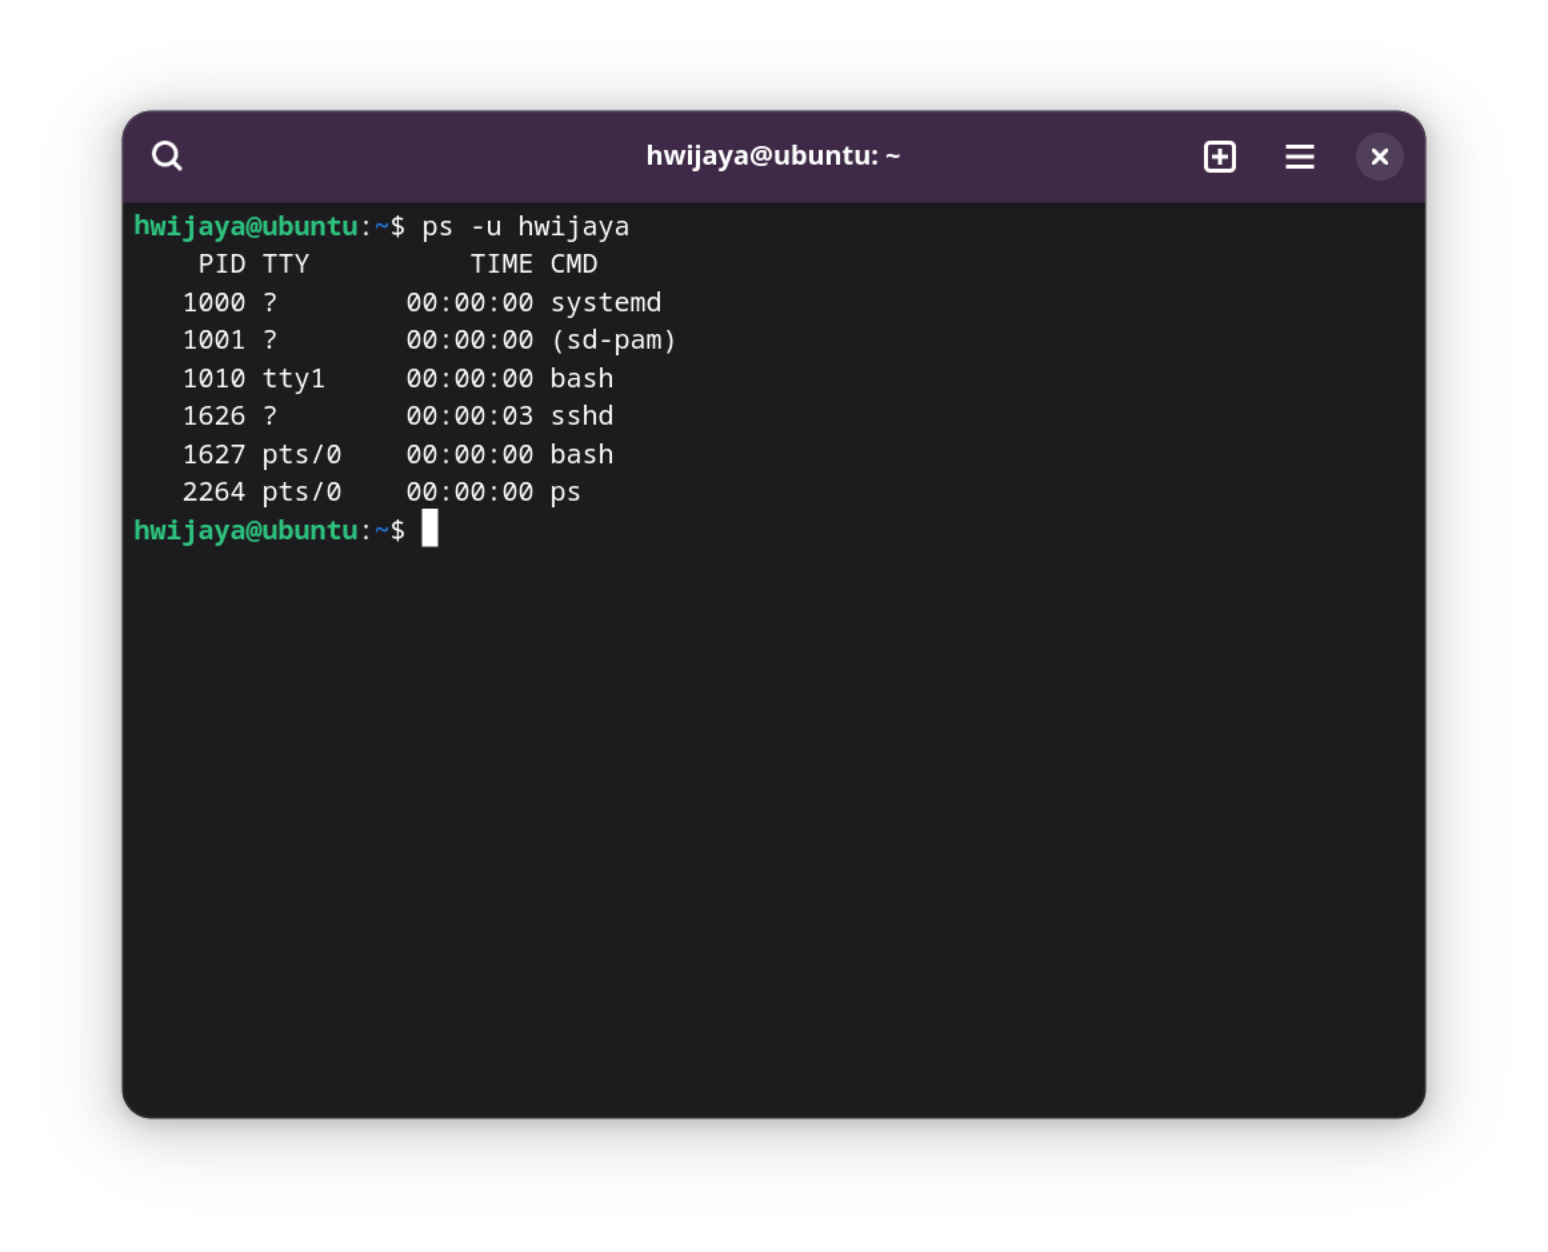 hwijaya@ubuntu: ~
hwijaya@ubuntu:~$ ps -u hwijaya
    PID TTY          TIME CMD
   1000 ?        00:00:00 systemd
   1001 ?        00:00:00 (sd-pam)
   1010 tty1     00:00:00 bash
   1626 ?        00:00:03 sshd
   1627 pts/0    00:00:00 bash
   2264 pts/0    00:00:00 ps
hwijaya@ubuntu:~$